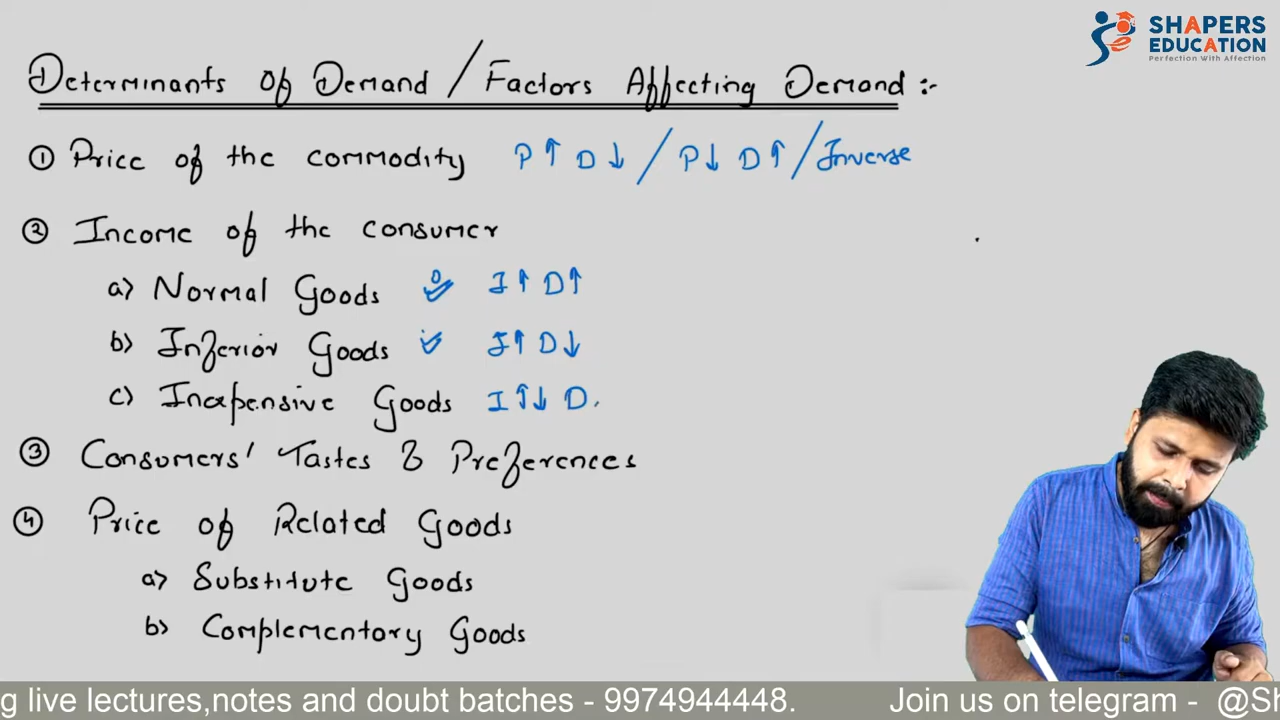 SHAPERS
EDUCATION
Perfection With Affection
Determinants of Demand / Factors Affecting Demand :-
① Price of the commodity P↑ D↓ / P↓ D↑ / Inverse
② Income of the consumer
a) Normal Goods I↑ D↑
b) Inferior Goods I↑ D↓
c) Inexpensive Goods I↑↓ D.
③ Consumers' Tastes & Preferences
④ Price of Related Goods
a) Substitute Goods
b) Complementory Goods
g live lectures,notes and doubt batches - 9974944448. Join us on telegram - @Sh